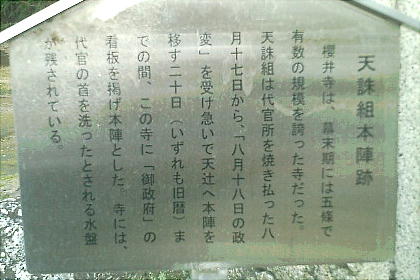 天誅組本陣跡
櫻井寺は、幕末期には五條で
有数の規模を誇った寺だった。
天誅組は代官所を焼き払った八
月十七日から、「八月十八日の政
変」を受け急いで天辻へ本陣を
移す二十日(いずれも旧暦)ま
での間、この寺に「御政府」の
看板を掲げ本陣とした。寺には、
代官の首を洗ったとされる水盤
が残されている。